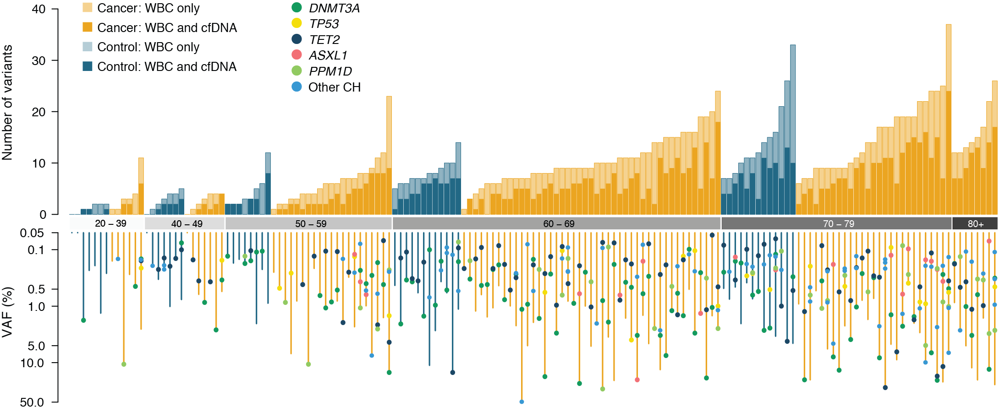 40
30
20
10
0
Number of variants
Cancer: WBC only
Cancer: WBC and cfDNA
Control: WBC only
Control: WBC and cfDNA
DNMT3A
TP53
TET2
ASXL1
PPM1D
Other CH
20 – 39
40 – 49
50 – 59
60 – 69
70 – 79
80+
0.05
0.1
0.5
1.0
5.0
10.0
50.0
VAF (%)